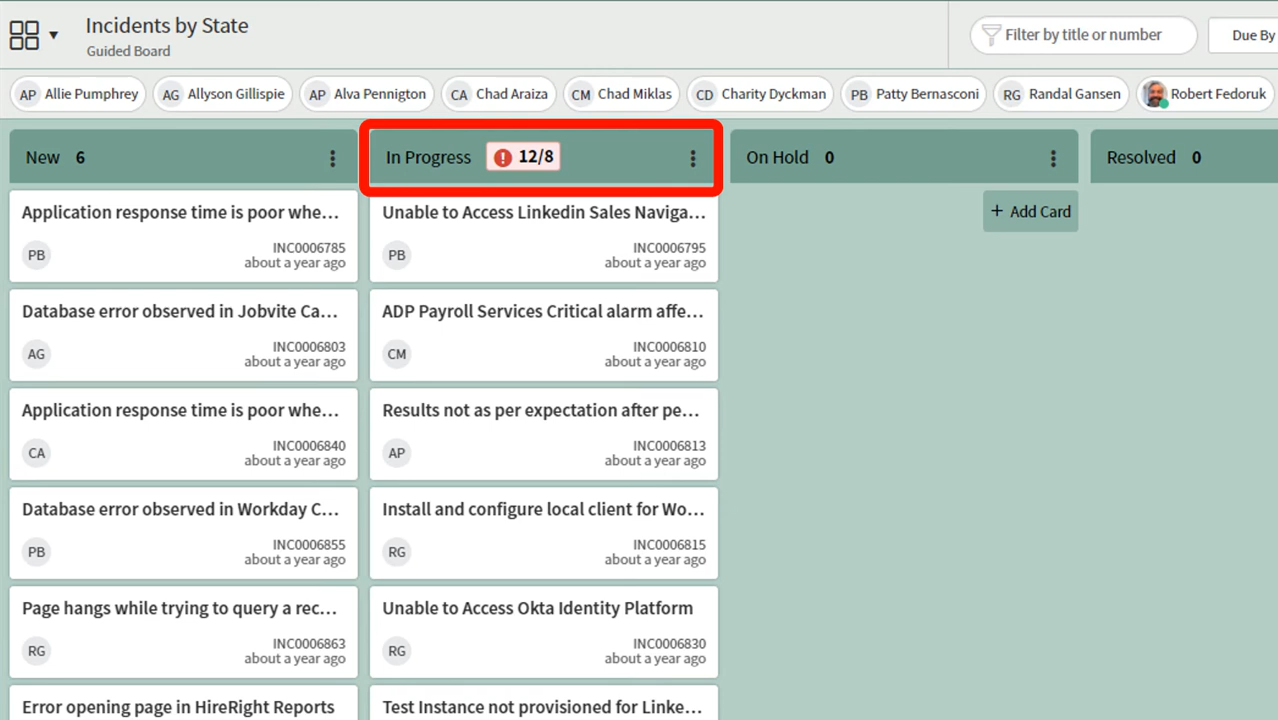 Incidents by State
Guided Board
Filter by title or number
Due By
AP Allie Pumphrey
AG Allyson Gillispie
AP Alva Pennington
CA Chad Araiza
CM Chad Miklas
CD Charity Dyckman
PB Patty Bernasconi
RG Randal Gansen
Robert Fedoruk
New 6
Application response time is poor whe...
INC0006785
PB
about a year ago
Database error observed in Jobvite Ca...
INC0006803
AG
about a year ago
Application response time is poor whe...
INC0006840
CA
about a year ago
Database error observed in Workday C...
INC0006855
PB
about a year ago
Page hangs while trying to query a rec...
INC0006863
RG
about a year ago
Error opening page in HireRight Reports
In Progress 12/8
Unable to Access Linkedin Sales Naviga...
INC0006795
PB
about a year ago
ADP Payroll Services Critical alarm affe...
INC0006810
CM
about a year ago
Results not as per expectation after pe...
INC0006813
AP
about a year ago
Install and configure local client for Wo...
INC0006815
RG
about a year ago
Unable to Access Okta Identity Platform
INC0006830
RG
about a year ago
Test Instance not provisioned for Linke...
On Hold 0
+ Add Card
Resolved 0